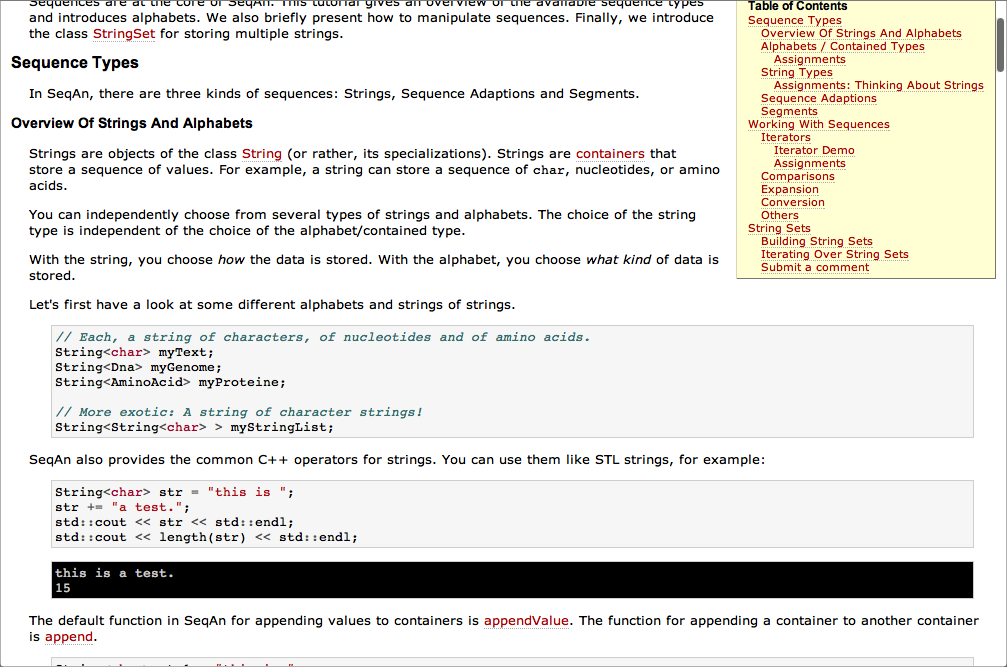 Sequences are at the core of SeqAn. This tutorial gives an overview of the available sequence types
and introduces alphabets. We also briefly present how to manipulate sequences. Finally, we introduce
the class StringSet for storing multiple strings.
Sequence Types
In SeqAn, there are three kinds of sequences: Strings, Sequence Adaptions and Segments.
Overview Of Strings And Alphabets
Strings are objects of the class String (or rather, its specializations). Strings are containers that
store a sequence of values. For example, a string can store a sequence of char, nucleotides, or amino
acids.
You can independently choose from several types of strings and alphabets. The choice of the string
type is independent of the choice of the alphabet/contained type.
With the string, you choose how the data is stored. With the alphabet, you choose what kind of data is
stored.
Let's first have a look at some different alphabets and strings of strings.
// Each, a string of characters, of nucleotides and of amino acids.
String<char> myText;
String<Dna> myGenome;
String<AminoAcid> myProteine;
// More exotic: A string of character strings!
String<String<char> > myStringList;
SeqAn also provides the common C++ operators for strings. You can use them like STL strings, for example:
String<char> str = "this is ";
str += "a test.";
std::cout << str << std::endl;
std::cout << length(str) << std::endl;
this is a test.
15
The default function in SeqAn for appending values to containers is appendValue. The function for appending a container to another container
is append.
Table of Contents
Sequence Types
Overview Of Strings And Alphabets
Alphabets / Contained Types
Assignments
String Types
Assignments: Thinking About Strings
Sequence Adaptions
Segments
Working With Sequences
Iterators
Iterator Demo
Assignments
Comparisons
Expansion
Conversion
Others
String Sets
Building String Sets
Iterating Over String Sets
Submit a comment